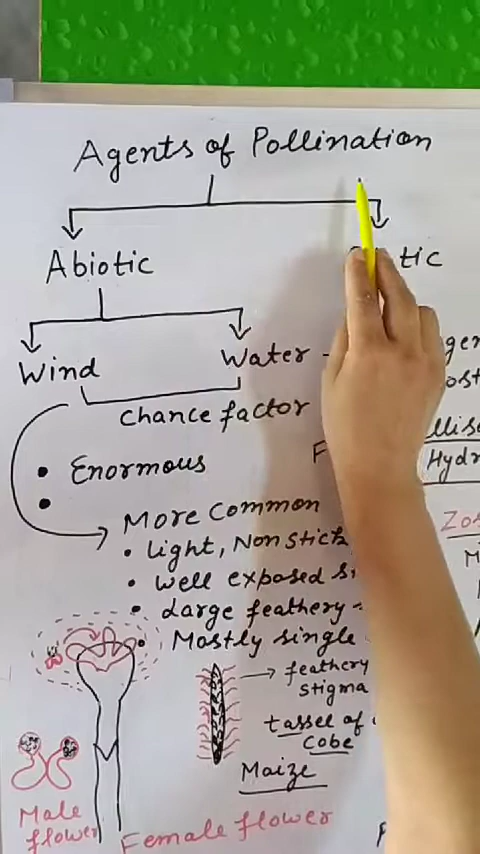 Agents of Pollination
Abiotic
Wind
Water -
chance factor
Enormous
More Common
• light, Non stick
• well exposed
• Large feathery -
• Mostly single
→ feathery
stigma
tassel of
Cobe
Maize
Male
flower
Female flower